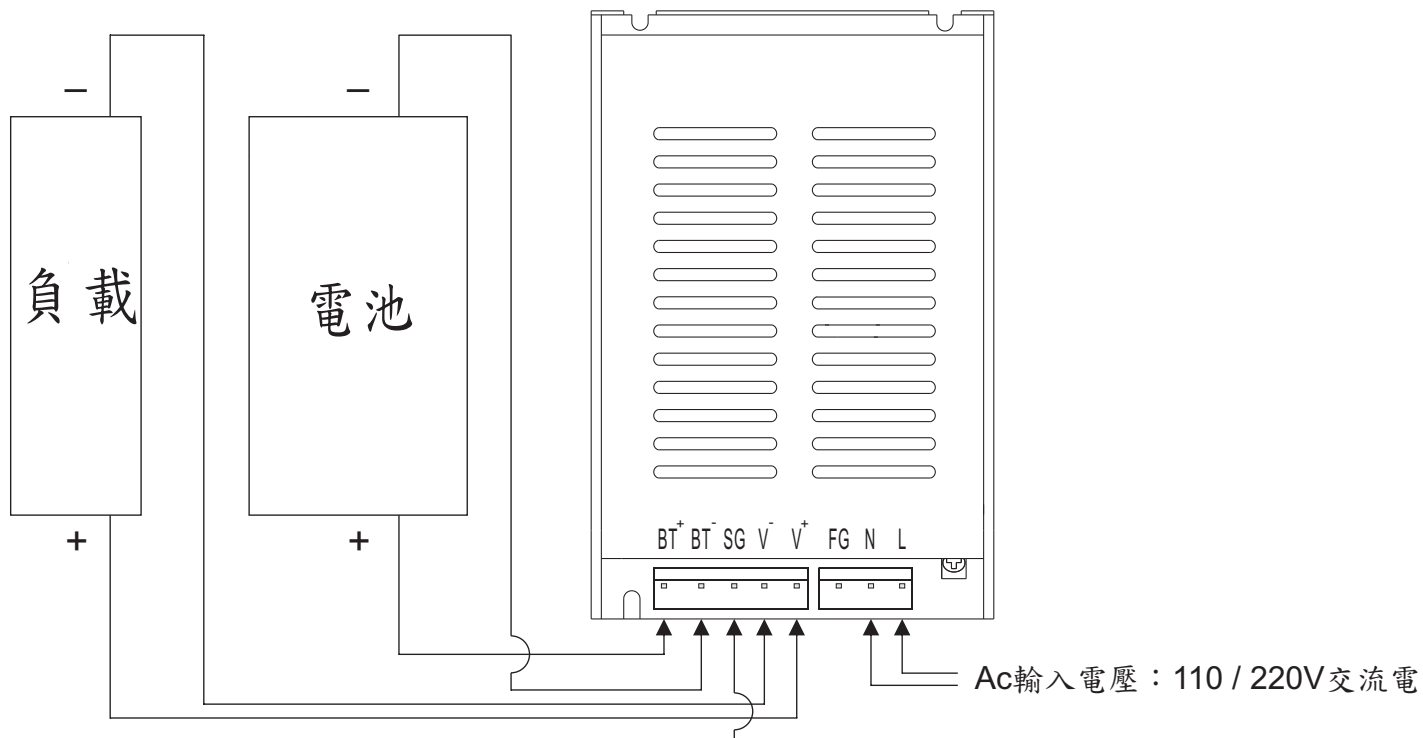 − −
負載
電池
+ +
BT+ BT- SG V- V+ FG N L
Ac輸入電壓：110 / 220V交流電